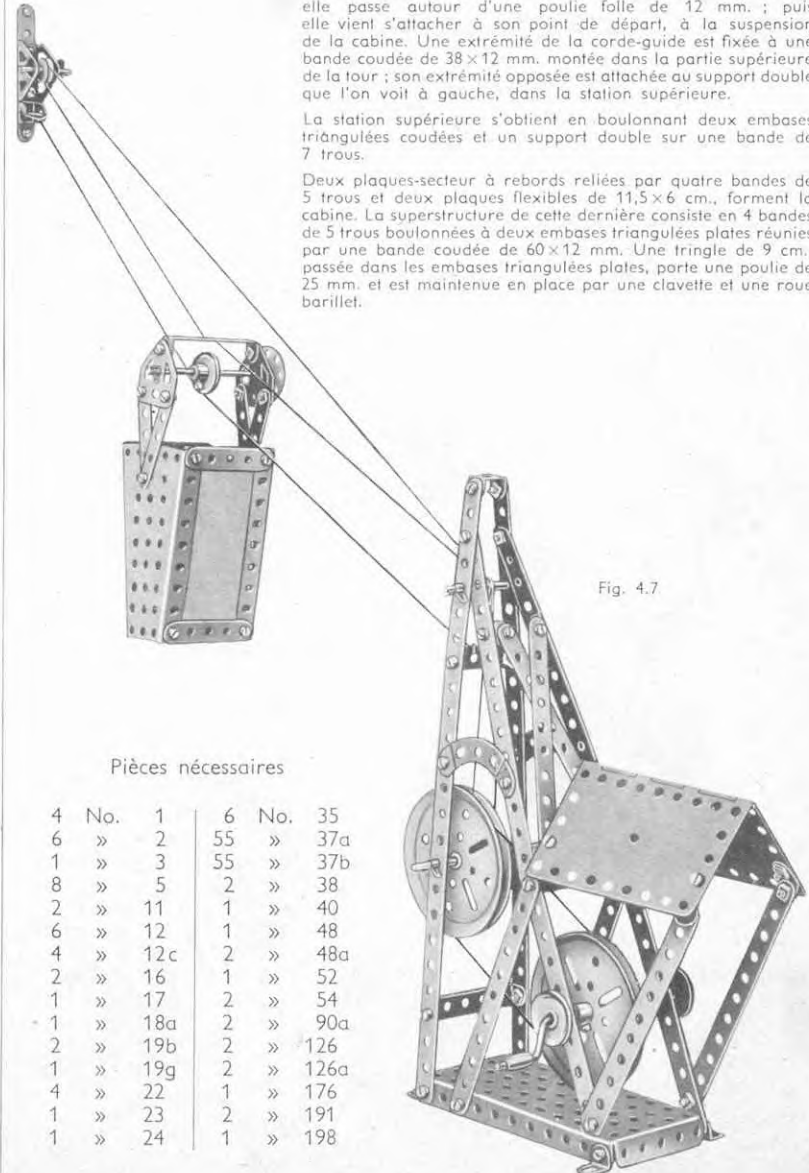 elle passe autour d'une poulie folle de 12 mm. ; puis
elle vient s'attacher à son point de départ, à la suspension
de la cabine. Une extrémité de la corde-guide est fixée à une
bande coudée de 38×12 mm. montée dans la partie supérieure
de la tour ; son extrémité opposée est attachée au support double
que l'on voit à gauche, dans la station supérieure.
La station supérieure s'obtient en boulonnant deux embases
triangulées coudées et un support double sur une bande de
7 trous.
Deux plaques-secteur à rebords reliées par quatre bandes de
5 trous et deux plaques flexibles de 11,5×6 cm., forment la
cabine. La superstructure de cette dernière consiste en 4 bandes
de 5 trous boulonnées à deux embases triangulées plates réunies
par une bande coudée de 60×12 mm. Une tringle de 9 cm.
passée dans les embases triangulées plates, porte une poulie de
25 mm. et est maintenue en place par une clavette et une roue
barillet.
Fig. 4.7
Pièces nécessaires
4 No. 1 | 6 No. 35
6 » 2 | 55 » 37a
1 » 3 | 55 » 37b
8 » 5 | 2 » 38
2 » 11 | 1 » 40
6 » 12 | 1 » 48
4 » 12c | 2 » 48a
2 » 16 | 1 » 52
1 » 17 | 2 » 54
1 » 18a | 2 » 90a
2 » 19b | 2 » 126
1 » 19g | 2 » 126a
4 » 22 | 1 » 176
1 » 23 | 2 » 191
1 » 24 | 1 » 198